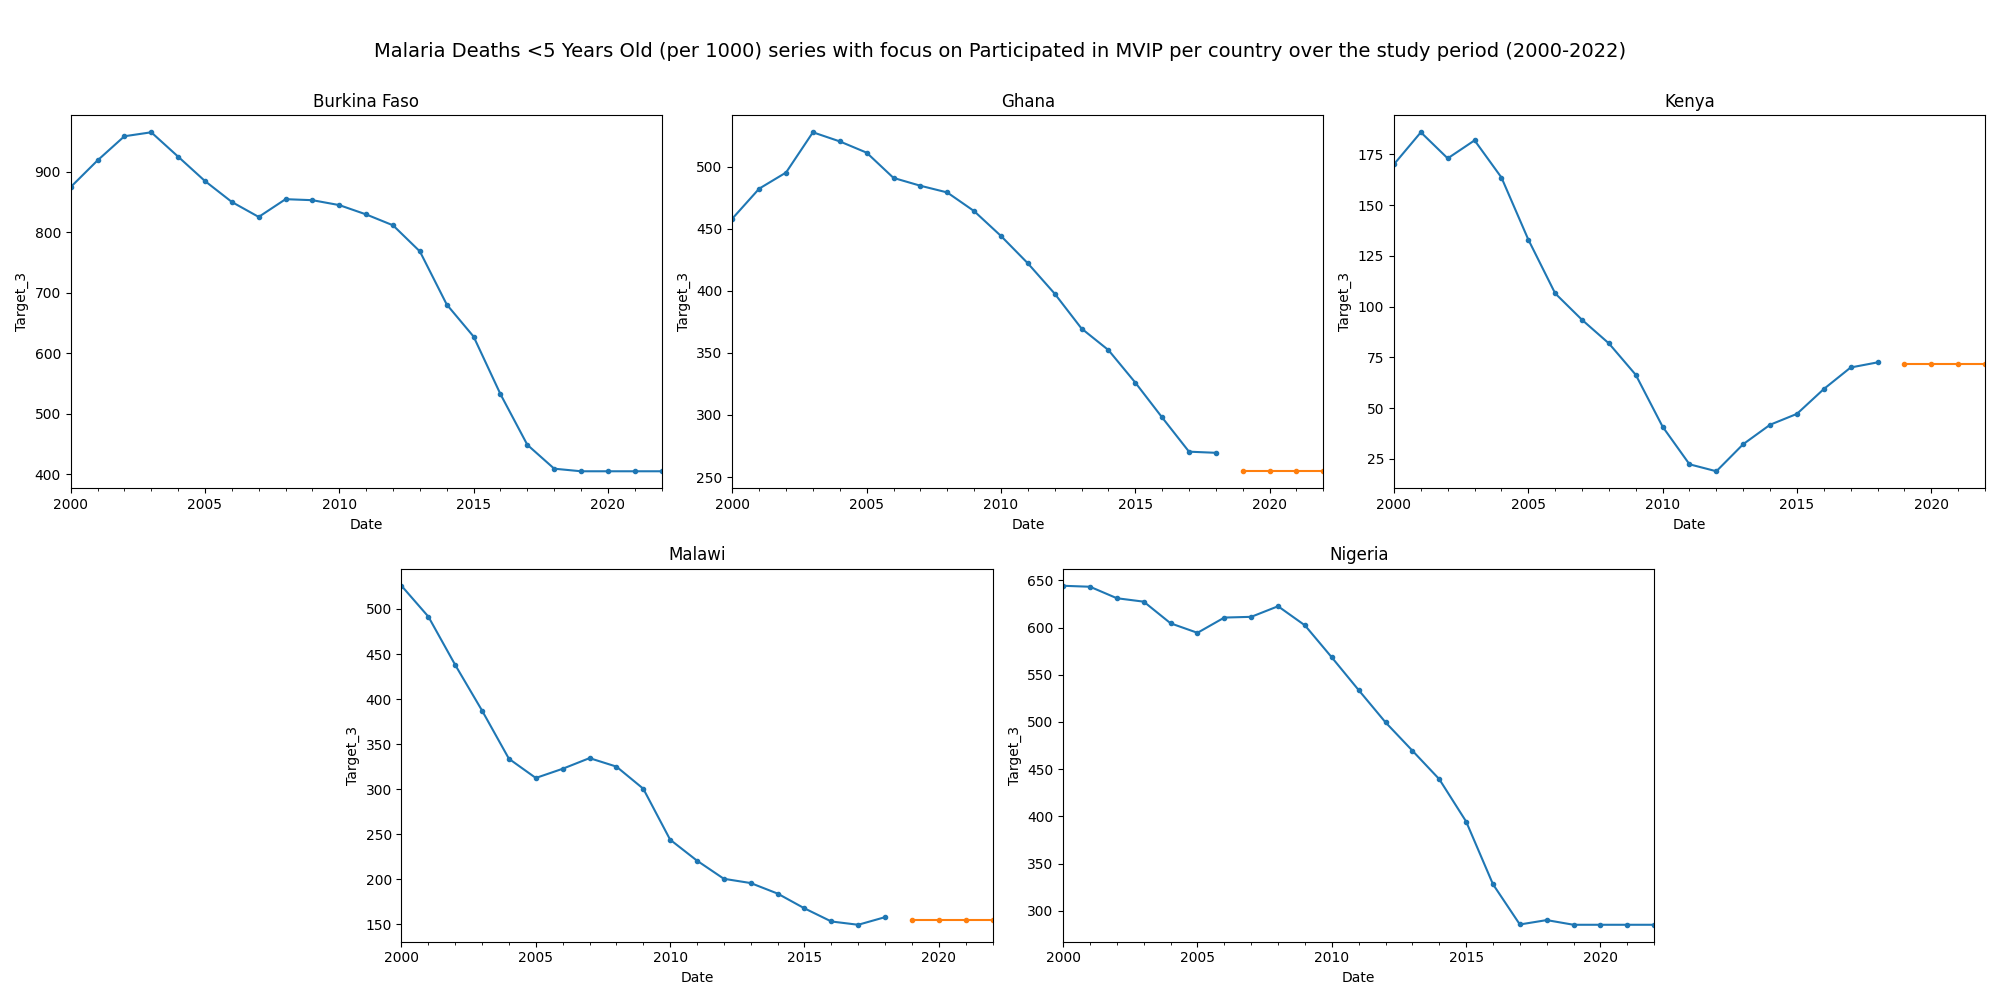 Malaria Deaths <5 Years Old (per 1000) series with focus on Participated in MVIP per country over the study period (2000-2022)
Burkina Faso
900
800
700
600
500
400
Target_3
2000 2005 2010 2015 2020
Date
Ghana
500
450
400
350
300
250
Target_3
2000 2005 2010 2015 2020
Date
Kenya
175
150
125
100
75
50
25
Target_3
2000 2005 2010 2015 2020
Date
Malawi
500
450
400
350
300
250
200
150
Target_3
2000 2005 2010 2015 2020
Date
Nigeria
650
600
550
500
450
400
350
300
Target_3
2000 2005 2010 2015 2020
Date